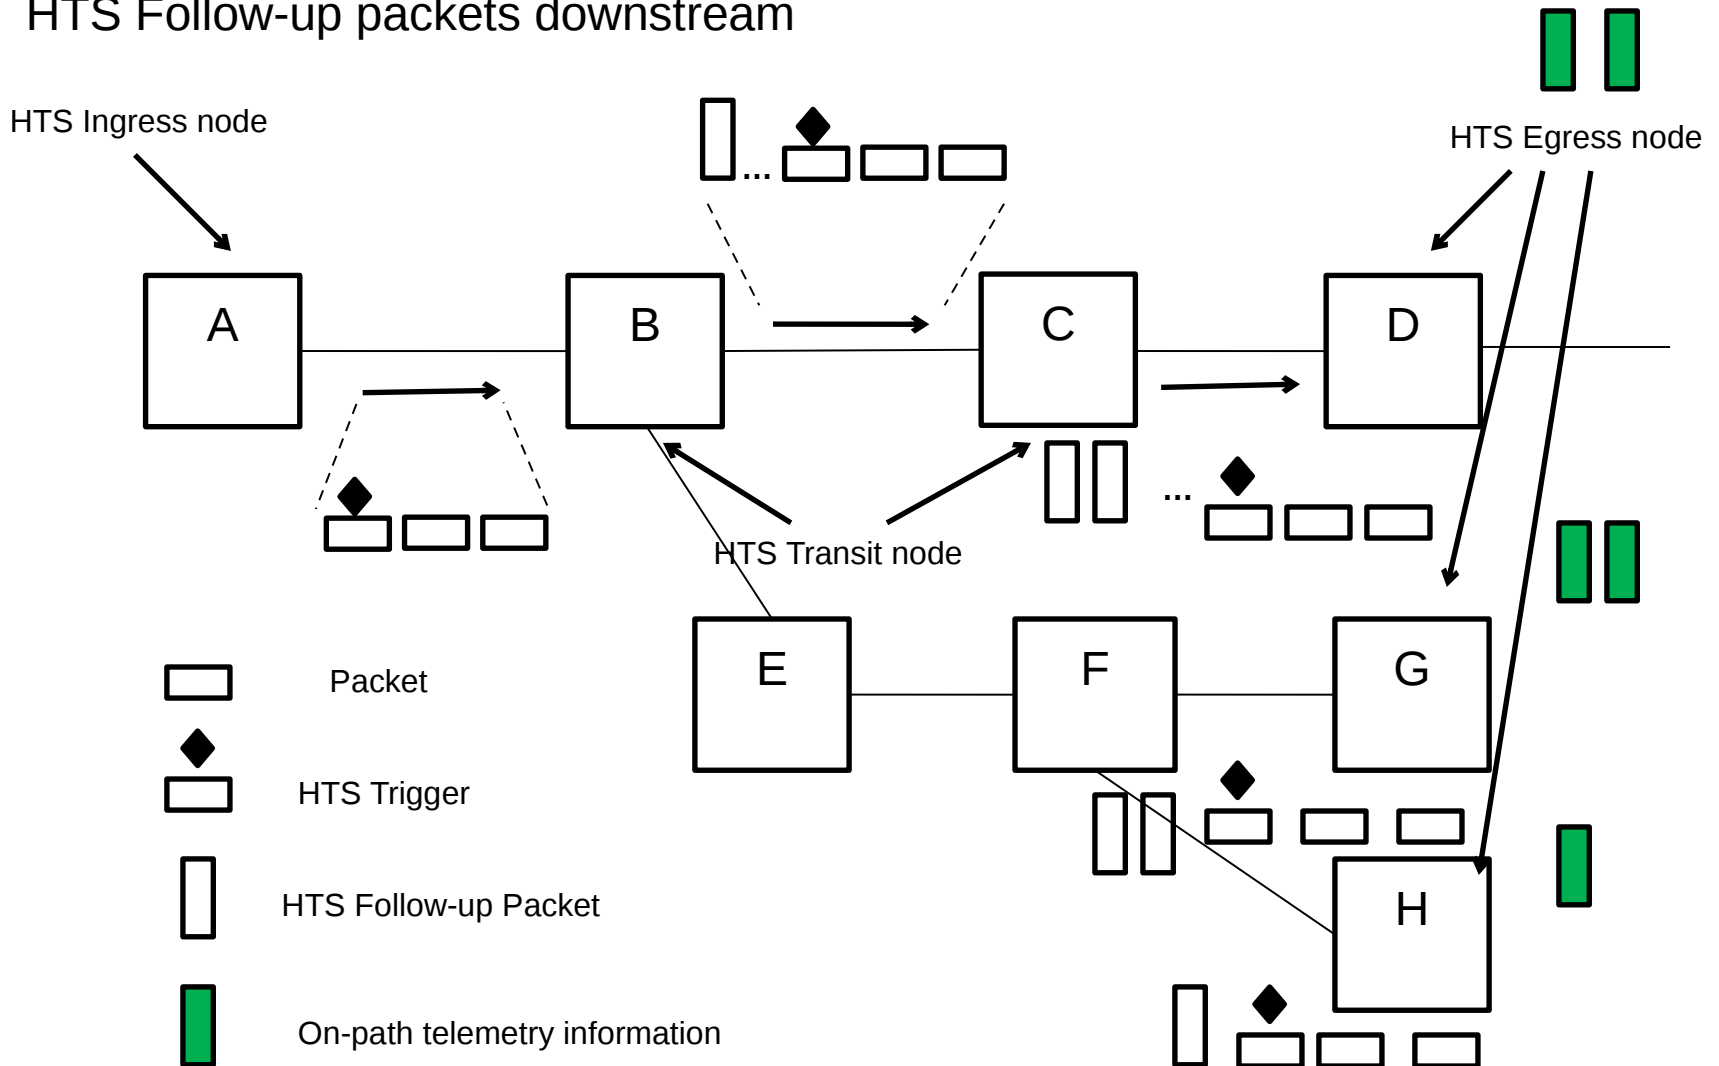 HTS Follow-up packets downstream
HTS Ingress node
HTS Egress node
...
A
B
C
D
...
HTS Transit node
E
F
G
Packet
HTS Trigger
HTS Follow-up Packet
H
On-path telemetry information